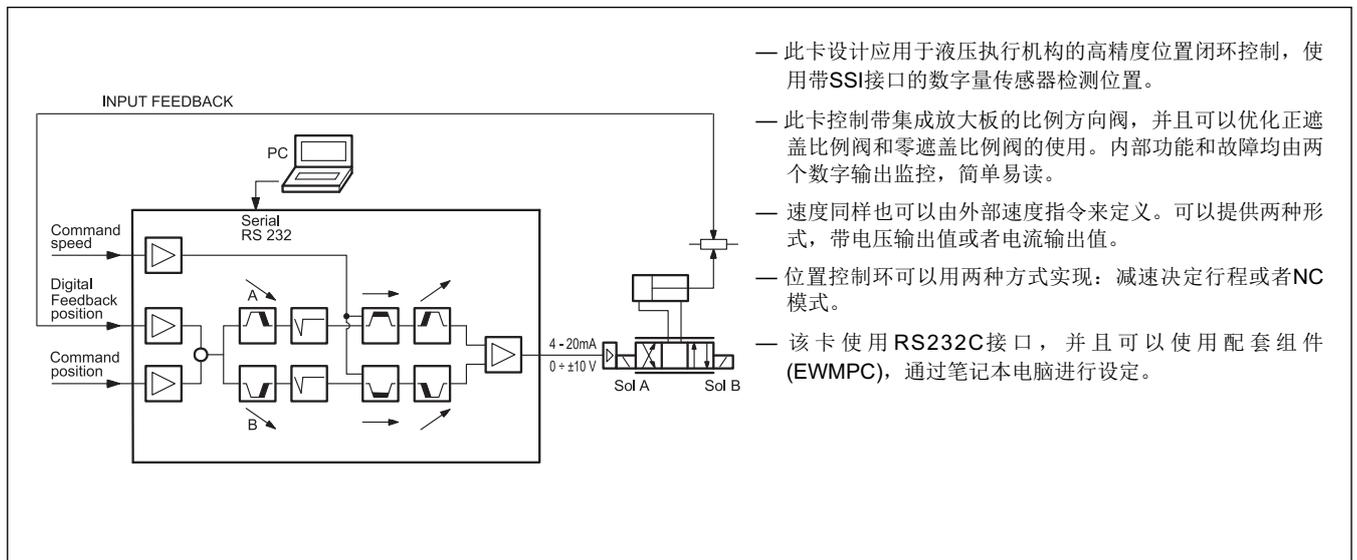 INPUT FEEDBACK
PC
Serial
RS 232
Command
speed
Digital
Feedback
position
Command
position
A
B
4 - 20mA
0 ÷ ±10 V
Sol A
Sol B
— 此卡设计应用于液压执行机构的高精度位置闭环控制，使
用带SSI接口的数字量传感器检测位置。
— 此卡控制带集成放大板的比例方向阀，并且可以优化正遮
盖比例阀和零遮盖比例阀的使用。内部功能和故障均由两
个数字输出监控，简单易读。
— 速度同样也可以由外部速度指令来定义。可以提供两种形
式，带电压输出值或者电流输出值。
— 位置控制环可以用两种方式实现：减速决定行程或者NC
模式。
— 该卡使用RS232C接口，并且可以使用配套组件
(EWMPC)，通过笔记本电脑进行设定。